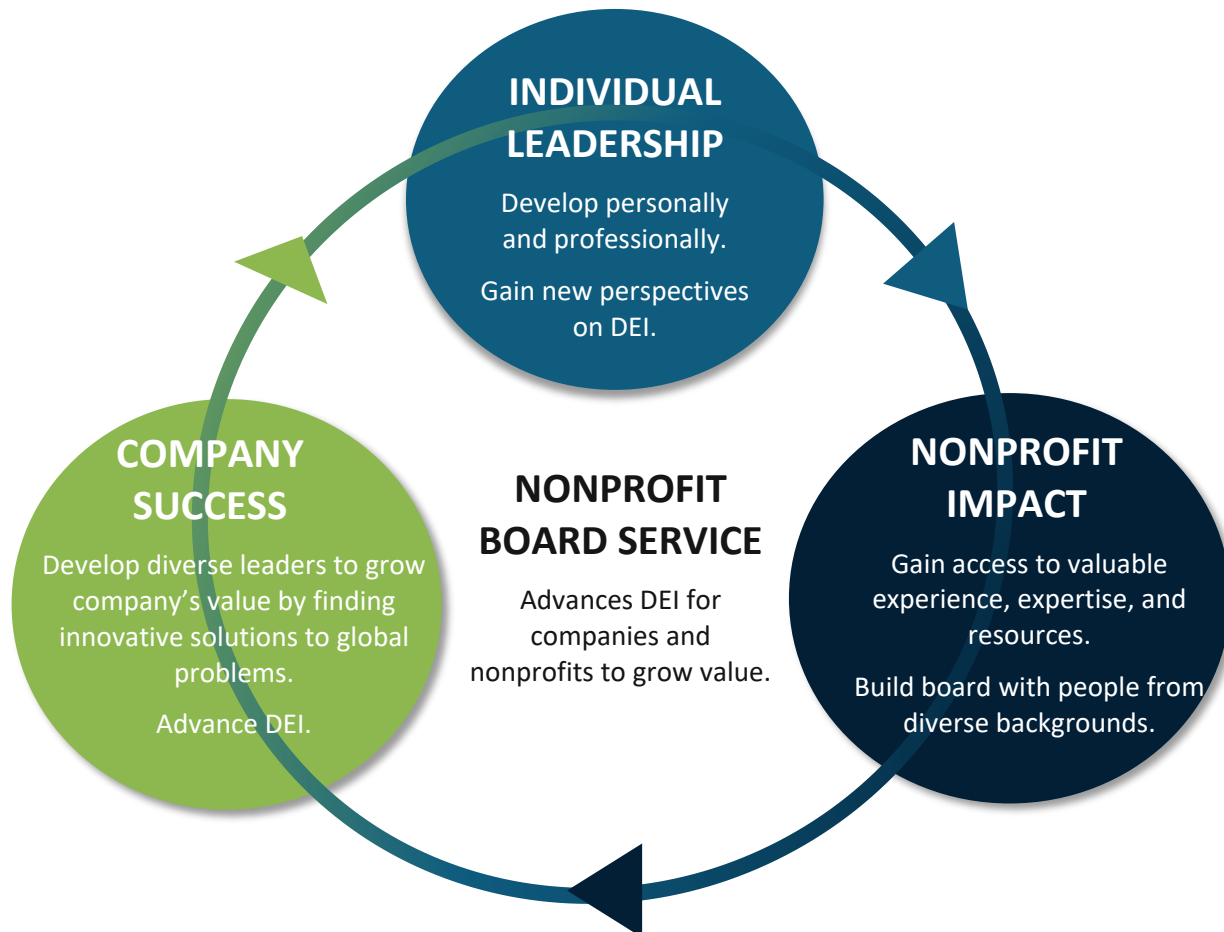 INDIVIDUAL
LEADERSHIP
Develop personally
and professionally.
Gain new perspectives
on DEI.
COMPANY
SUCCESS
Develop diverse leaders to grow
company’s value by finding
innovative solutions to global
problems.
Advance DEI.
NONPROFIT
BOARD SERVICE
Advances DEI for
companies and
nonprofits to grow value.
NONPROFIT
IMPACT
Gain access to valuable
experience, expertise, and
resources.
Build board with people from
diverse backgrounds.